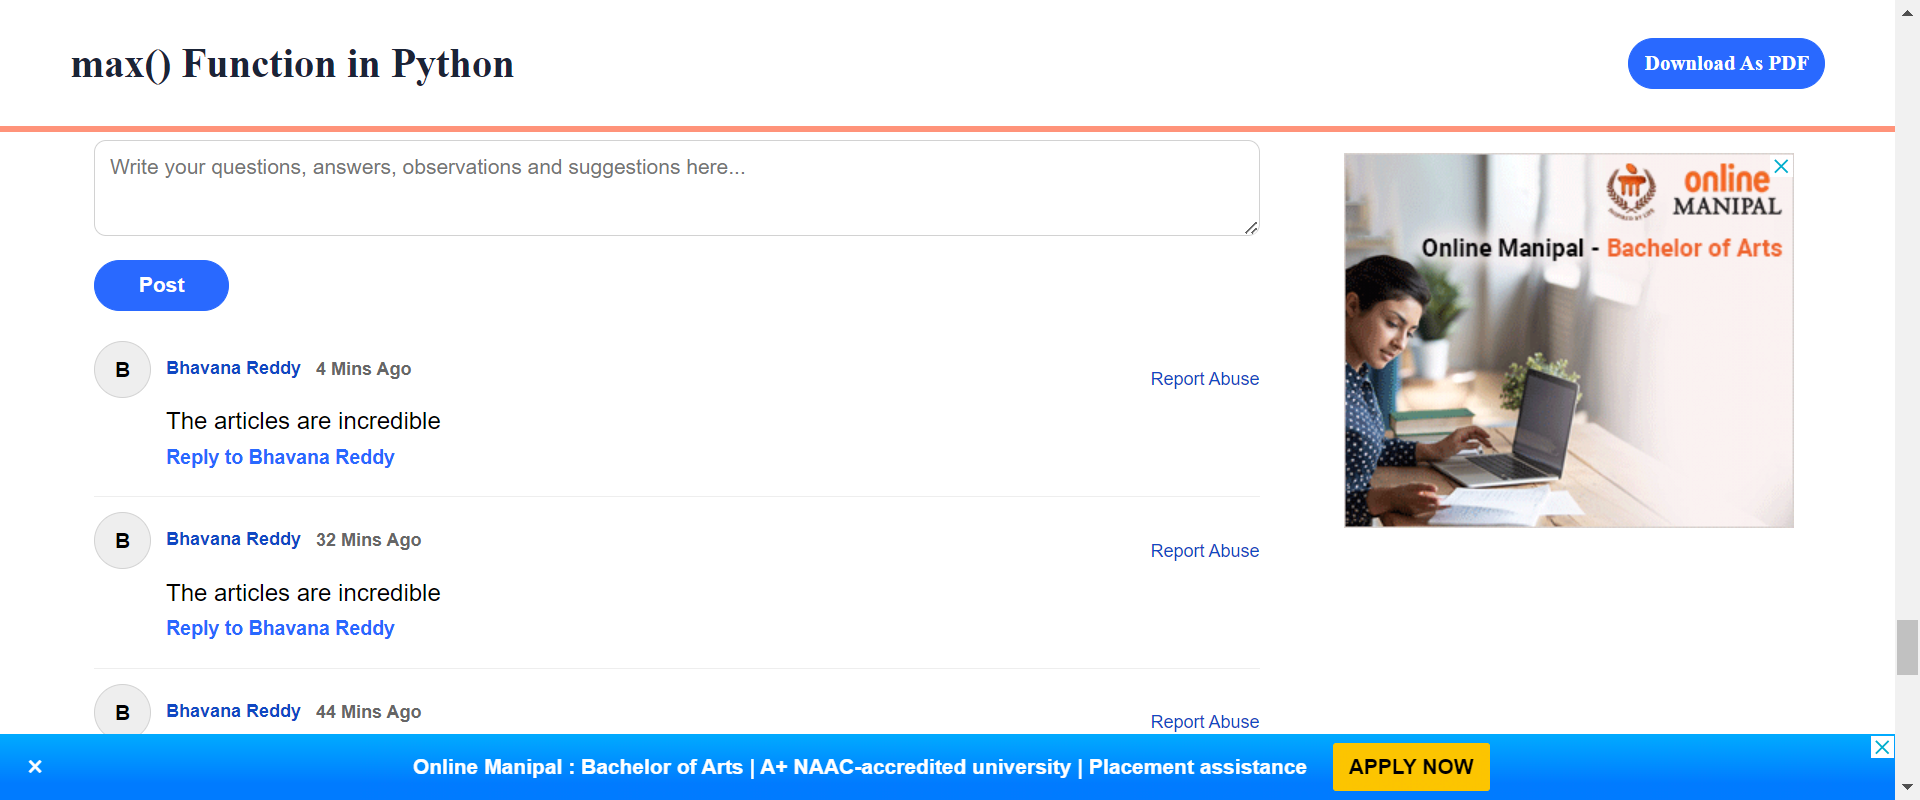 max() Function in Python
Download As PDF
Write your questions, answers, observations and suggestions here...
Post
B
Bhavana Reddy 4 Mins Ago
Report Abuse
The articles are incredible
Reply to Bhavana Reddy
B
Bhavana Reddy 32 Mins Ago
Report Abuse
The articles are incredible
Reply to Bhavana Reddy
B
Bhavana Reddy 44 Mins Ago
Report Abuse
online
MANIPAL
INSPIRED BY LIFE
Online Manipal - Bachelor of Arts
Online Manipal : Bachelor of Arts | A+ NAAC-accredited university | Placement assistance
APPLY NOW